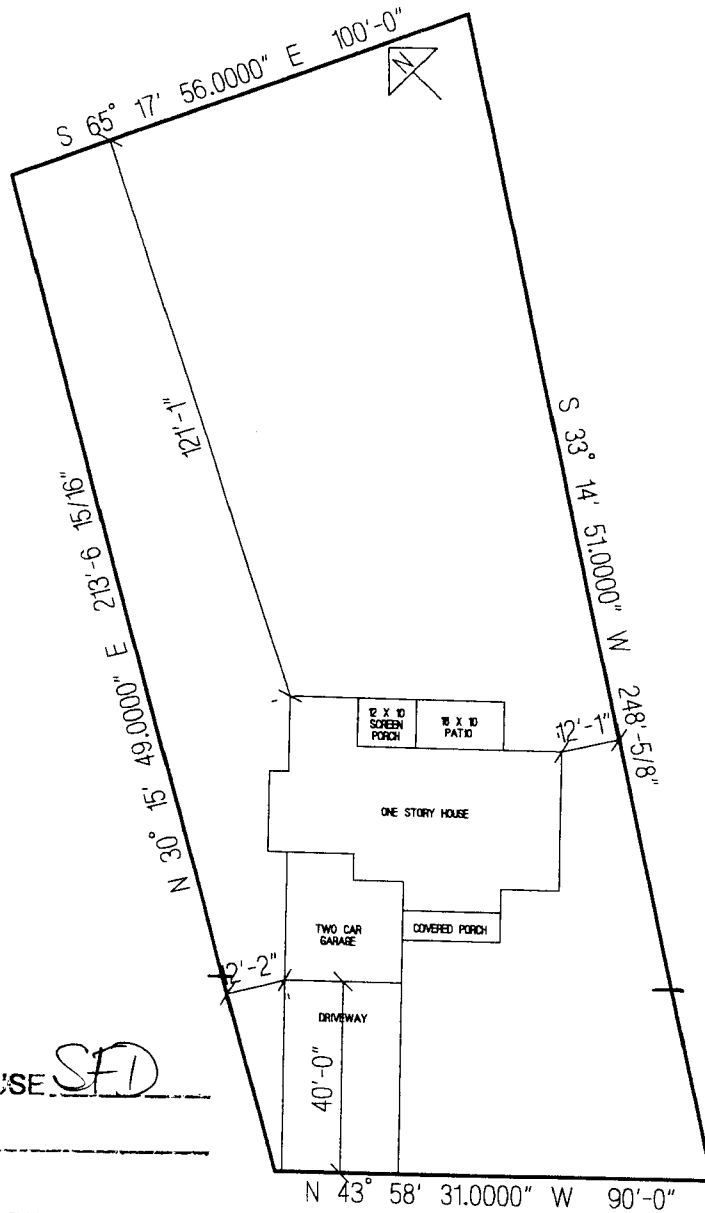 S 65° 17' 56.0000" E 100'-0"
N
121'-1"
S 33° 14' 51.0000" W 248'-5/8"
N 30° 15' 49.0000" E 213'-6 15/16"
12 X 10
SCREEN
PORCH
PATIO
12'-1"
ONE STORY HOUSE
TWO CAR
GARAGE
COVERED PORCH
2'-2"
DRIVEWAY
40'-0"
USE SFD
N 43° 58' 31.0000" W 90'-0"